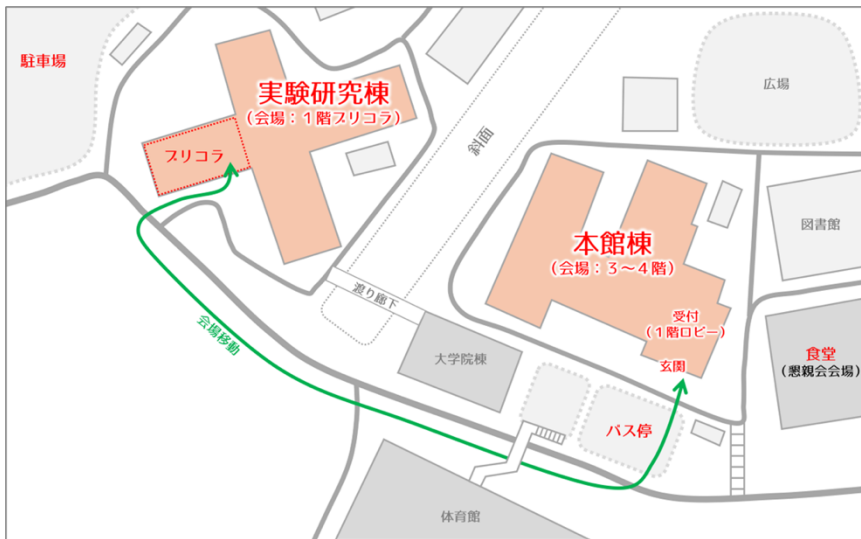 駐車場
実験研究棟
（会場：１階プリコラ）
プリコラ
斜面
広場
図書館
本館棟
（会場：３〜４階）
受付
（１階ロビー）
玄関
渡り廊下
会場移動
大学院棟
食堂
（懇親会会場）
バス停
体育館